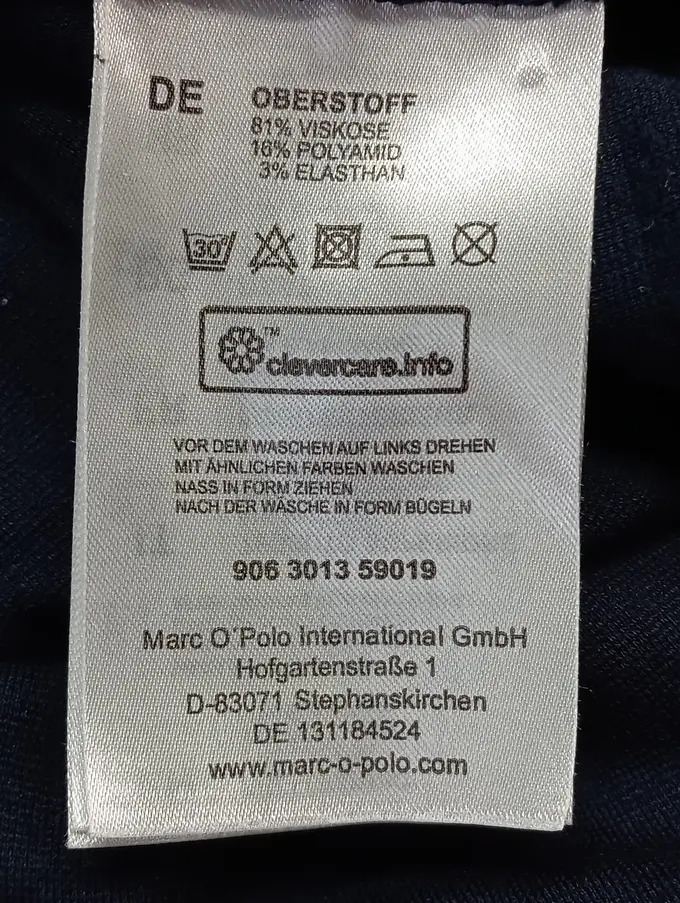 DE
OBERSTOFF
81% VISKOSE
16% POLYAMID
3% ELASTHAN
30°
clevercare.info™
VOR DEM WASCHEN AUF LINKS DREHEN
MIT ÄHNLICHEN FARBEN WASCHEN
NASS IN FORM ZIEHEN
NACH DER WÄSCHE IN FORM BÜGELN
906 3013 59019
Marc O´Polo International GmbH
Hofgartenstraße 1
D-83071 Stephanskirchen
DE 131184524
www.marc-o-polo.com